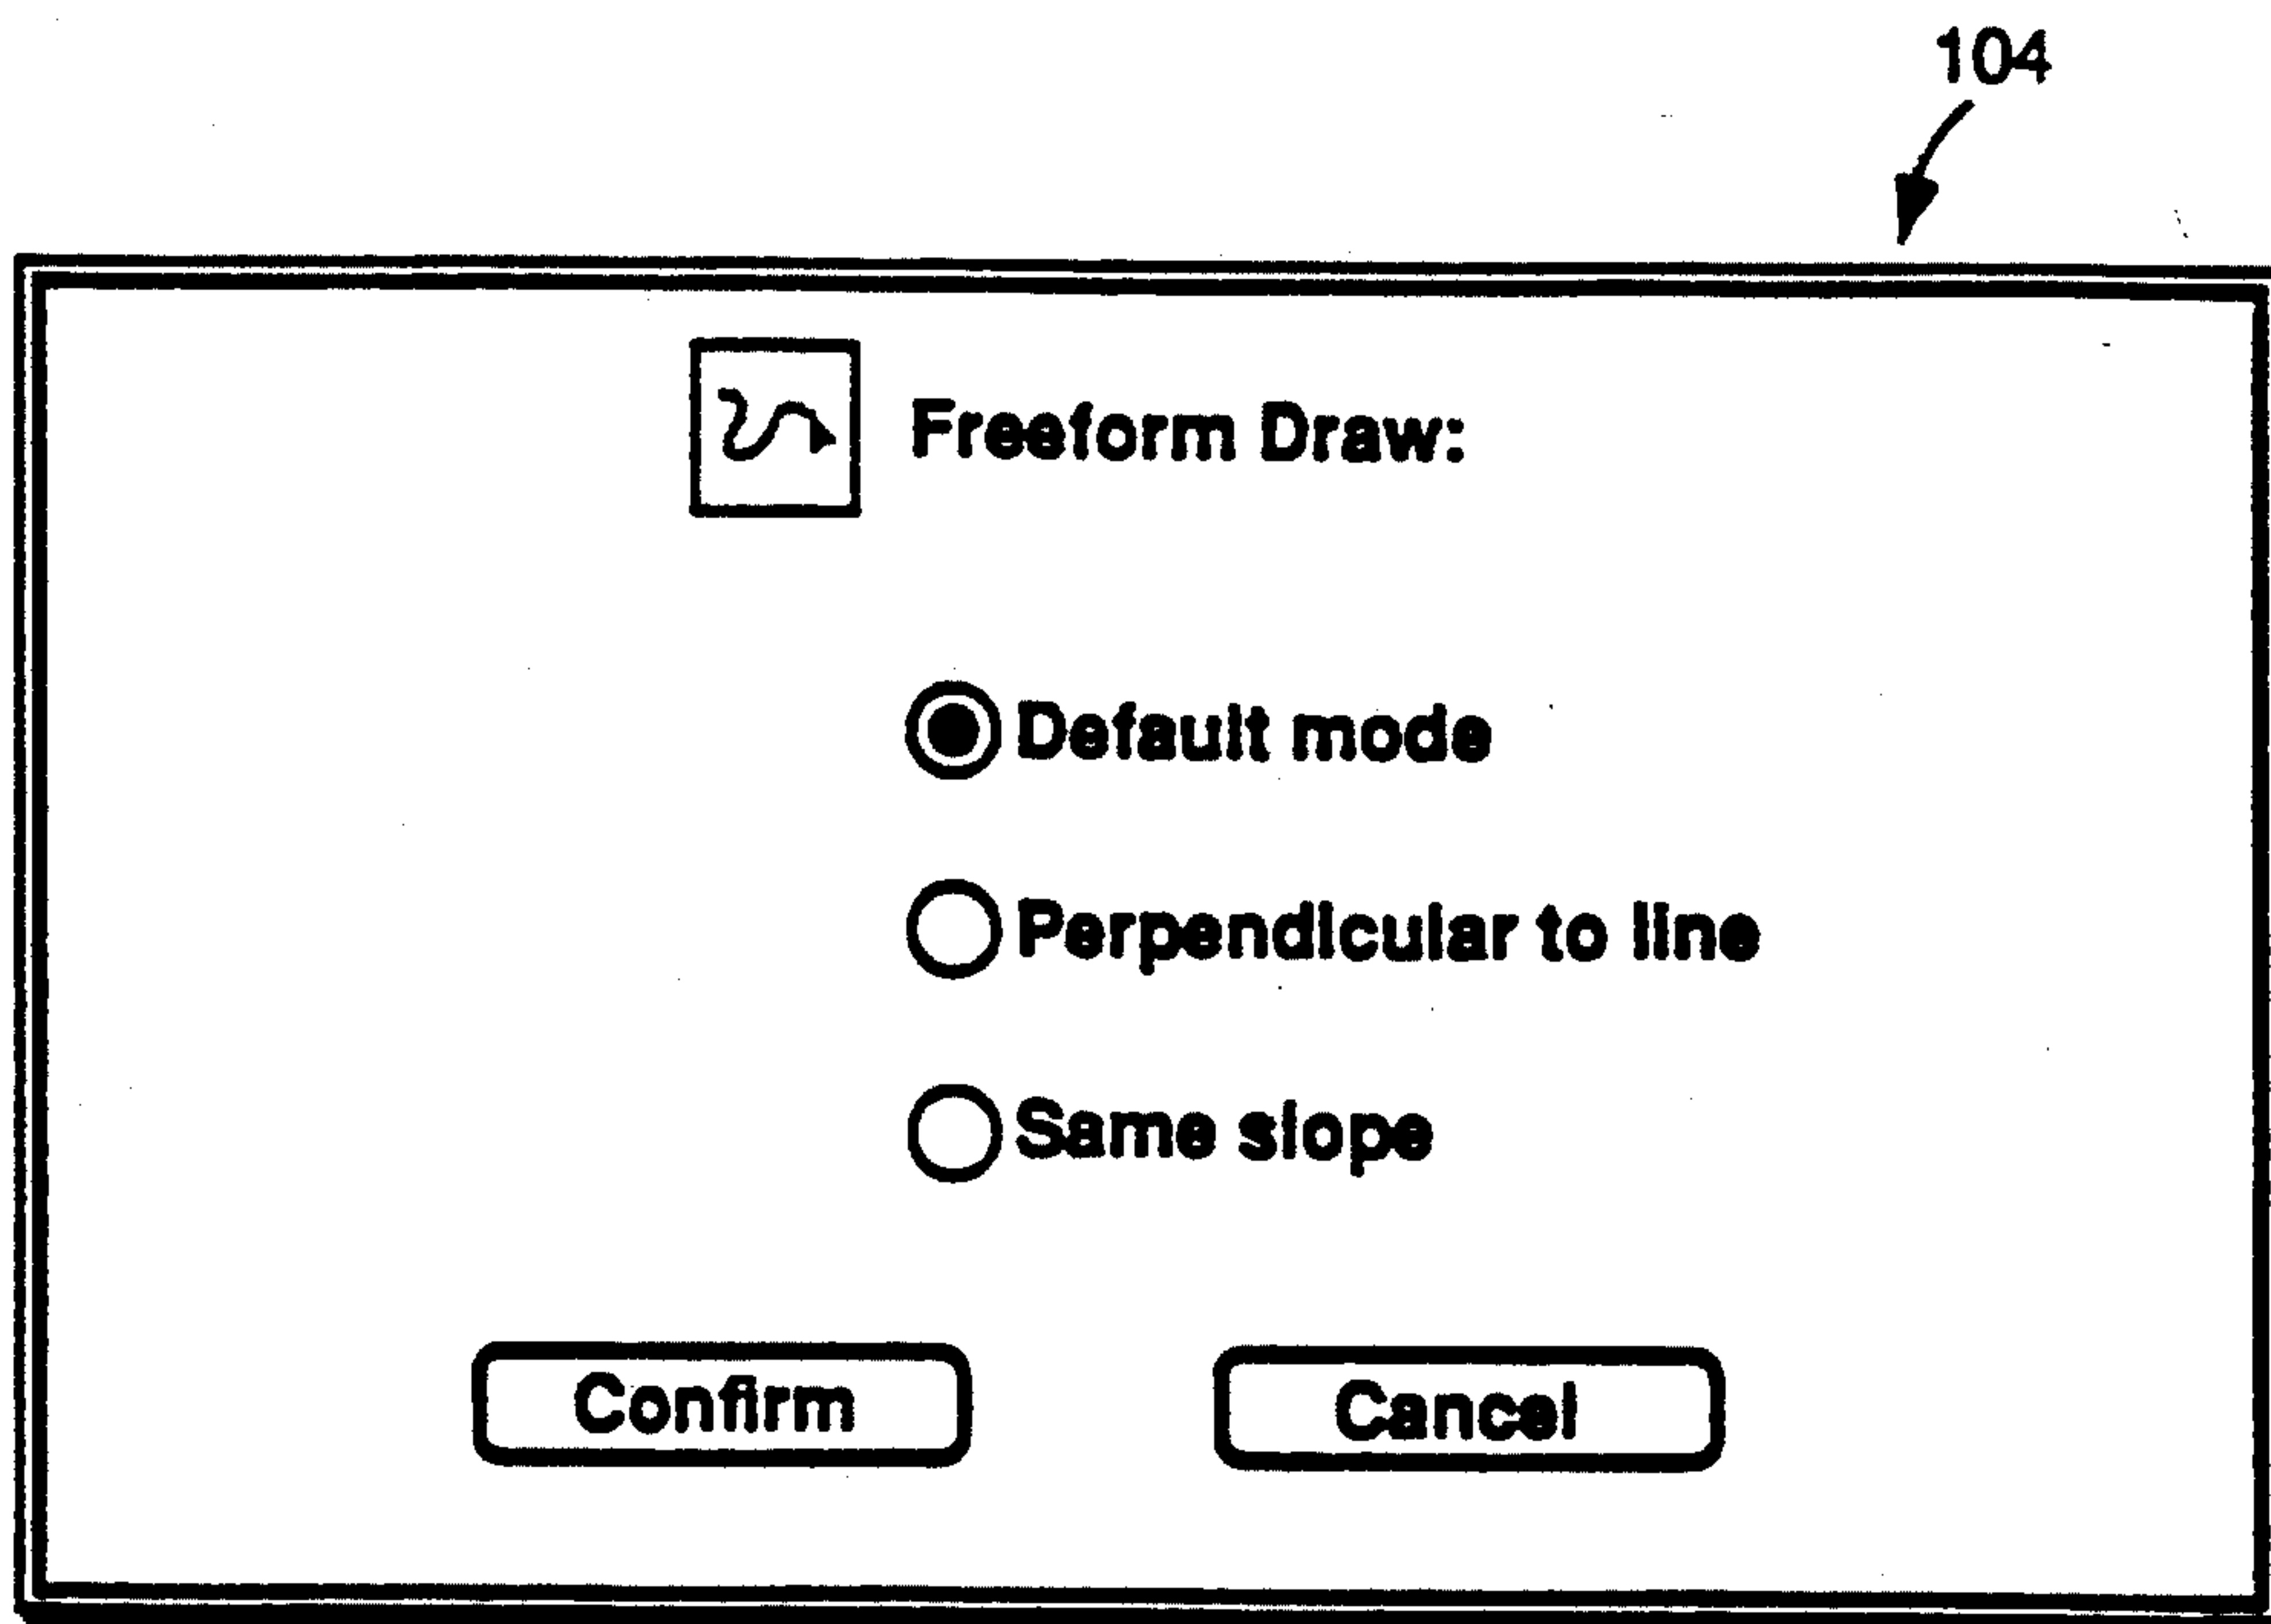 104
Freeform Draw:
Default mode
Perpendicular to line
Same slope
Confirm
Cancel